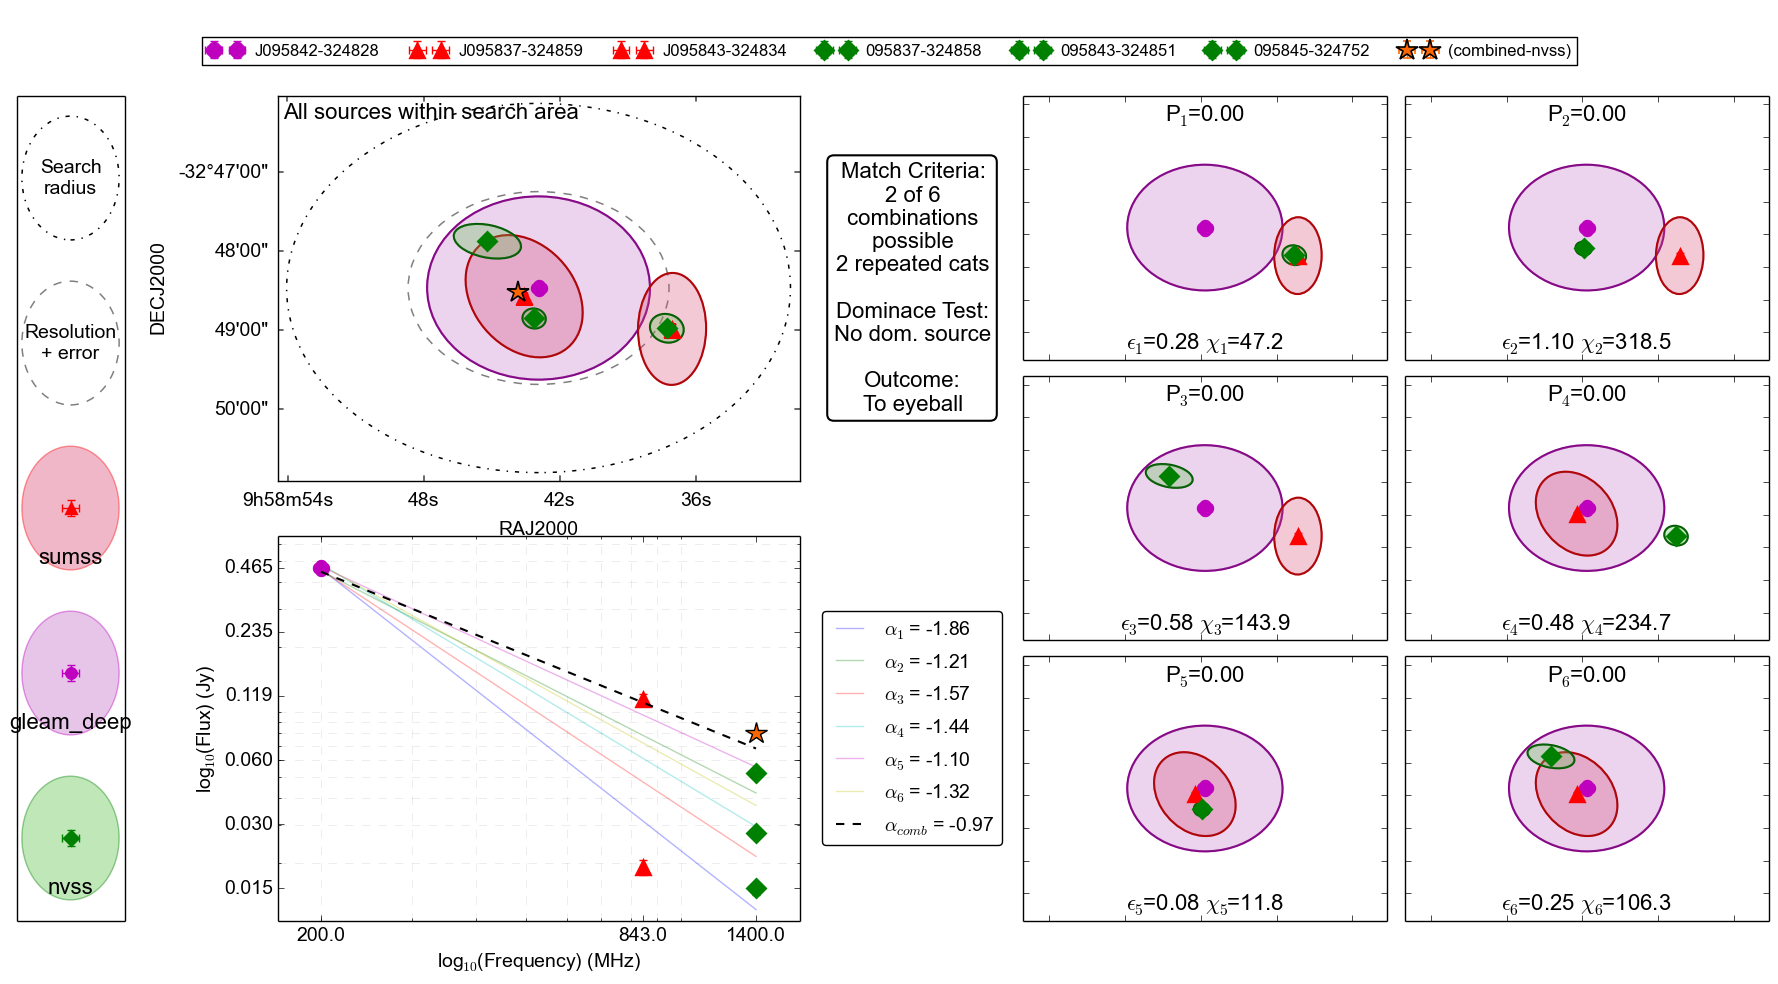 J095842-324828 J095837-324859 J095843-324834 095837-324858 095843-324851 095845-324752 (combined-nvss)
Search
radius
Resolution
+ error
sumss
gleam_deep
nvss
All sources within search area
DECJ2000
-32°47'00"
48'00"
49'00"
50'00"
9h58m54s 48s 42s 36s
RAJ2000
Match Criteria:
2 of 6
combinations
possible
2 repeated cats
Dominace Test:
No dom. source
Outcome:
To eyeball
log10(Flux) (Jy)
0.465
0.235
0.119
0.060
0.030
0.015
200.0 843.0 1400.0
log10(Frequency) (MHz)
α1 = -1.86
α2 = -1.21
α3 = -1.57
α4 = -1.44
α5 = -1.10
α6 = -1.32
αcomb = -0.97
P1=0.00
ϵ1=0.28 χ1=47.2
P2=0.00
ϵ2=1.10 χ2=318.5
P3=0.00
ϵ3=0.58 χ3=143.9
P4=0.00
ϵ4=0.48 χ4=234.7
P5=0.00
ϵ5=0.08 χ5=11.8
P6=0.00
ϵ6=0.25 χ6=106.3